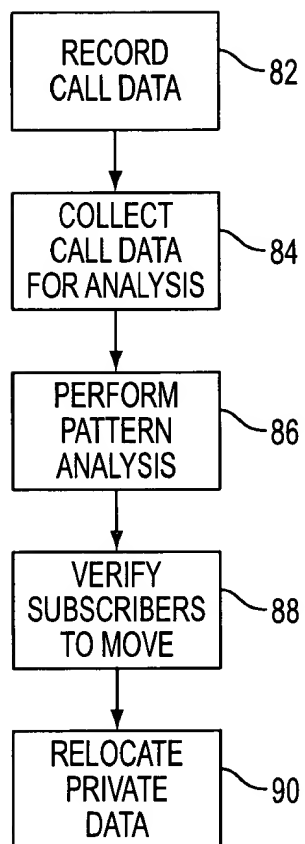 RECORD
CALL DATA
82
COLLECT
CALL DATA
FOR ANALYSIS
84
PERFORM
PATTERN
ANALYSIS
86
VERIFY
SUBSCRIBERS
TO MOVE
88
RELOCATE
PRIVATE
DATA
90